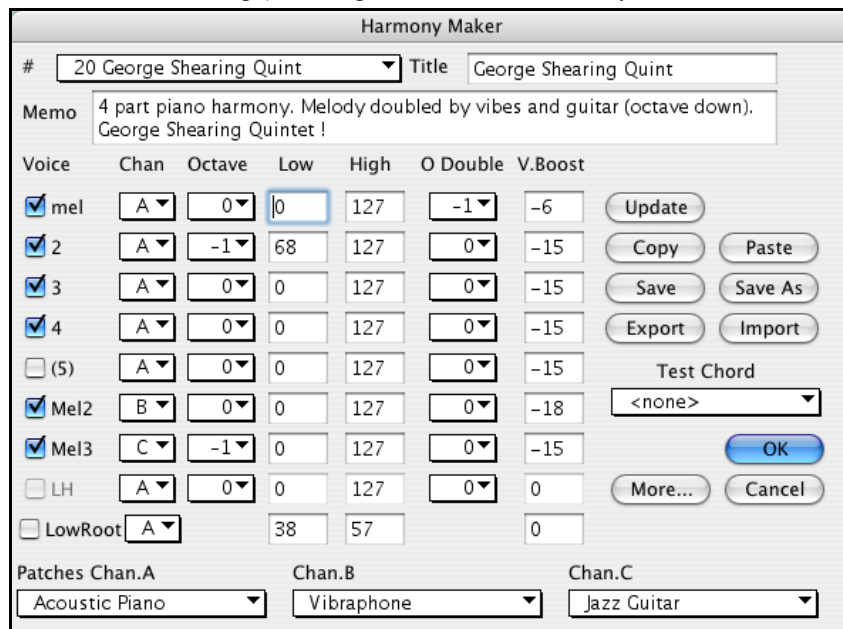 Harmony Maker
# 20 George Shearing Quint Title George Shearing Quint
Memo 4 part piano harmony. Melody doubled by vibes and guitar (octave down).
George Shearing Quintet !
Voice Chan Octave Low High O Double V.Boost
mel A 0 0 127 -1 -6 Update
2 A -1 68 127 0 -15 Copy Paste
3 A 0 0 127 0 -15 Save Save As
4 A 0 0 127 0 -15 Export Import
(5) A 0 0 127 0 -15 Test Chord
Mel2 B 0 0 127 0 -18 <none>
Mel3 C -1 0 127 0 -15 OK
LH A 0 0 127 0 0 More... Cancel
LowRoot A 38 57 0
Patches Chan.A Chan.B Chan.C
Acoustic Piano Vibraphone Jazz Guitar